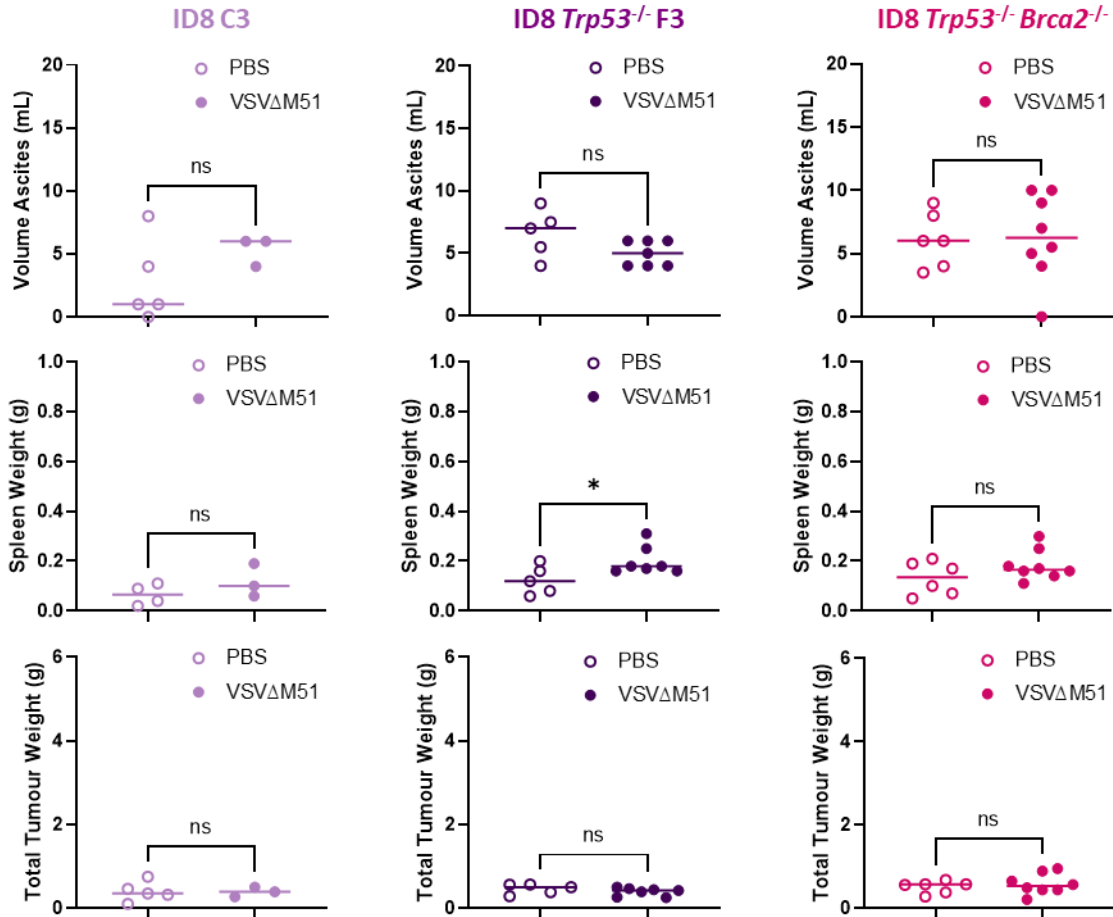 ID8 C3
ID8 Trp53-/- F3
ID8 Trp53-/- Brca2-/-
Volume Ascites (mL)
20
15
10
5
0
PBS
VSVΔM51
ns
Volume Ascites (mL)
20
15
10
5
0
PBS
VSVΔM51
ns
Volume Ascites (mL)
20
15
10
5
0
PBS
VSVΔM51
ns
Spleen Weight (g)
1.0
0.8
0.6
0.4
0.2
0.0
PBS
VSVΔM51
ns
Spleen Weight (g)
1.0
0.8
0.6
0.4
0.2
0.0
PBS
VSVΔM51
*
Spleen Weight (g)
1.0
0.8
0.6
0.4
0.2
0.0
PBS
VSVΔM51
ns
Total Tumour Weight (g)
6
4
2
0
PBS
VSVΔM51
ns
Total Tumour Weight (g)
6
4
2
0
PBS
VSVΔM51
ns
Total Tumour Weight (g)
6
4
2
0
PBS
VSVΔM51
ns